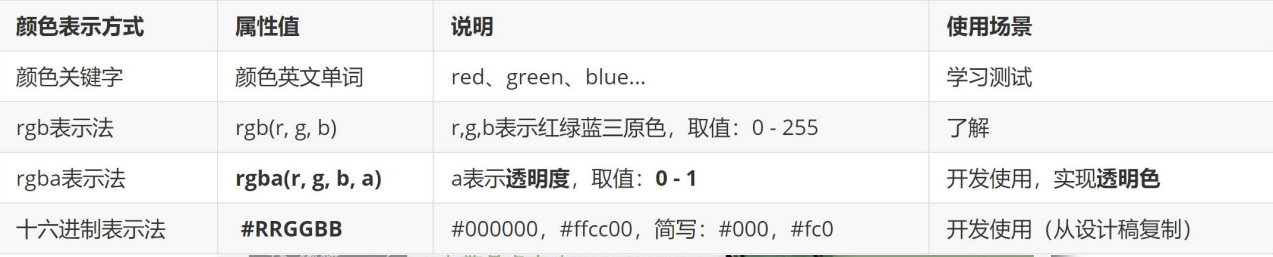 颜色表示方式 属性值 说明 使用场景
颜色关键字 颜色英文单词 red、green、blue... 学习测试
rgb表示法 rgb(r, g, b) r,g,b表示红绿蓝三原色，取值：0 - 255 了解
rgba表示法 rgba(r, g, b, a) a表示透明度，取值：0 - 1 开发使用，实现透明色
十六进制表示法 #RRGGBB #000000，#ffcc00，简写：#000，#fc0 开发使用（从设计稿复制）